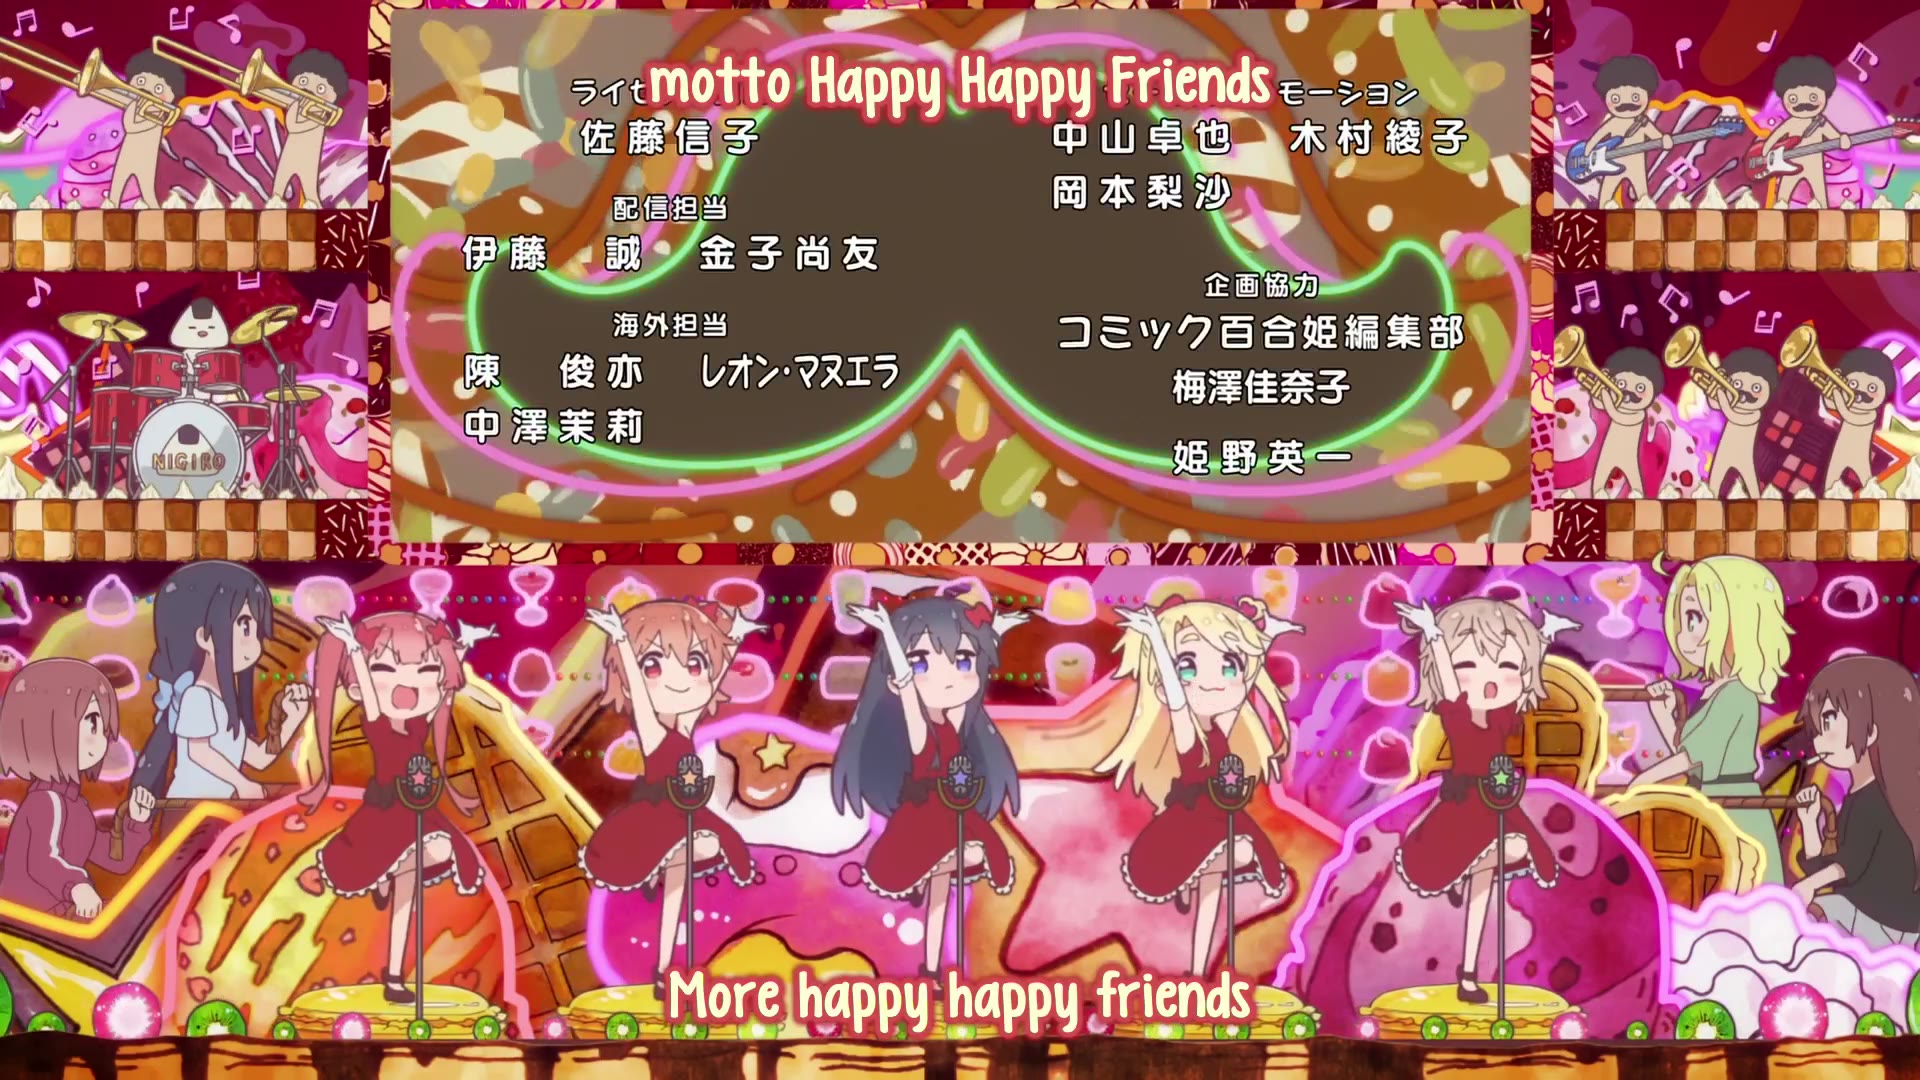 motto Happy Happy Friends
ライセ
モーション
佐藤信子
中山卓也 木村綾子
岡本梨沙
配信担当
伊藤 誠 金子尚友
企画協力
海外担当
コミック百合姫編集部
陳 俊亦 レオン・マヌエラ
梅澤佳奈子
中澤茉莉
姫野英一
NIGIRO
More happy happy friends